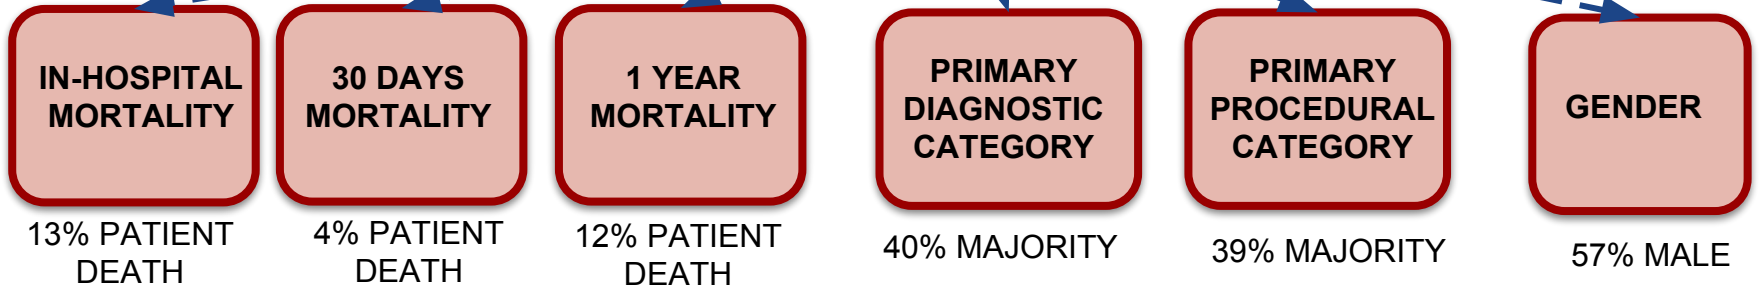 IN-HOSPITAL
MORTALITY
13% PATIENT
DEATH
30 DAYS
MORTALITY
4% PATIENT
DEATH
1 YEAR
MORTALITY
12% PATIENT
DEATH
PRIMARY
DIAGNOSTIC
CATEGORY
40% MAJORITY
PRIMARY
PROCEDURAL
CATEGORY
39% MAJORITY
GENDER
57% MALE